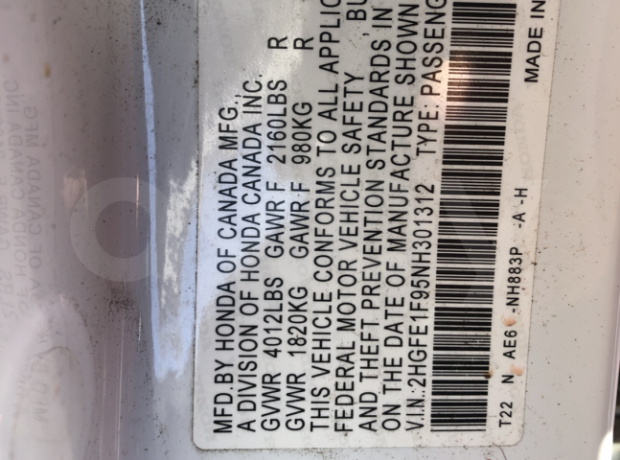 MFD.BY HONDA OF CANADA MFG.,
A DIVISION OF HONDA CANADA INC.
GVWR 4012LBS GAWR F 2160LBS R
GVWR 1820KG GAWR F 980KG R
THIS VEHICLE CONFORMS TO ALL APPLIC
FEDERAL MOTOR VEHICLE SAFETY, BU
AND THEFT PREVENTION STANDARDS IN
ON THE DATE OF MANUFACTURE SHOWN
V.I.N.:2HGFE1F95NH301312 TYPE: PASSENG
T22 N AE6 -NH883P -A -H MADE IN